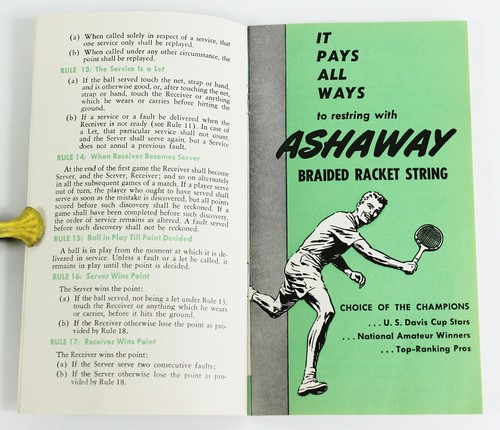 (a) When called solely in respect of a service, that
one service only shall be replayed.
(b) When called under any other circumstance, the
point shall be replayed.
RULE 13: The Service Is a Let
(a) If the ball served touch the net, strap or band,
and is otherwise good, or, after touching the net,
strap or band, touch the Receiver or anything
which he wears or carries before hitting the
ground.
(b) If a service or a fault be delivered when the
Receiver is not ready (see Rule 11). In case of
a Let, that particular service shall not count,
and the Server shall serve again, but a Service
does not annul a previous fault.
RULE 14: When Receiver Becomes Server
At the end of the first game the Receiver shall become
Server, and the Server, Receiver; and so on alternately
in all the subsequent games of a match. If a player serve
out of turn, the player who ought to have served shall
serve as soon as the mistake is discovered, but all points
scored before such discovery shall be reckoned. If a
game shall have been completed before such discovery,
the order of service remains as altered. A fault served
before such discovery shall not be reckoned.
RULE 15: Ball in Play Till Point Decided
A ball is in play from the moment at which it is de-
livered in service. Unless a fault or a let be called, it
remains in play until the point is decided.
RULE 16: Server Wins Point
The Server wins the point:
(a) If the ball served, not being a let under Rule 13,
touch the Receiver or anything which he wears
or carries, before it hits the ground.
(b) If the Receiver otherwise lose the point as pro-
vided by Rule 18.
RULE 17: Receiver Wins Point
The Receiver wins the point:
(a) If the Server serve two consecutive faults;
(b) If the Server otherwise lose the point as pro-
vided by Rule 18.
IT
PAYS
ALL
WAYS
to restring with
ASHAWAY
BRAIDED RACKET STRING
CHOICE OF THE CHAMPIONS
...U.S. Davis Cup Stars
...National Amateur Winners
...Top-Ranking Pros